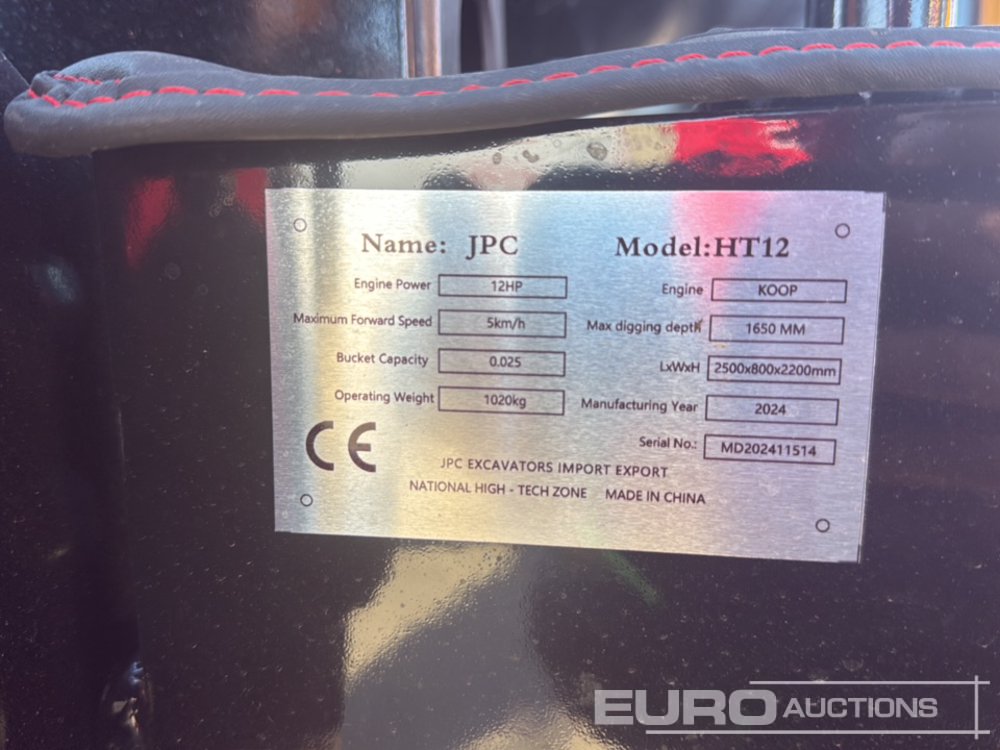 Name: JPC Model:HT12
Engine Power 12HP Engine KOOP
Maximum Forward Speed 5km/h Max digging depth 1650 MM
Bucket Capacity 0.025 LxWxH 2500x800x2200mm
Operating Weight 1020kg Manufacturing Year 2024
CE Serial No.: MD202411514
JPC EXCAVATORS IMPORT EXPORT
NATIONAL HIGH - TECH ZONE MADE IN CHINA
EURO AUCTIONS